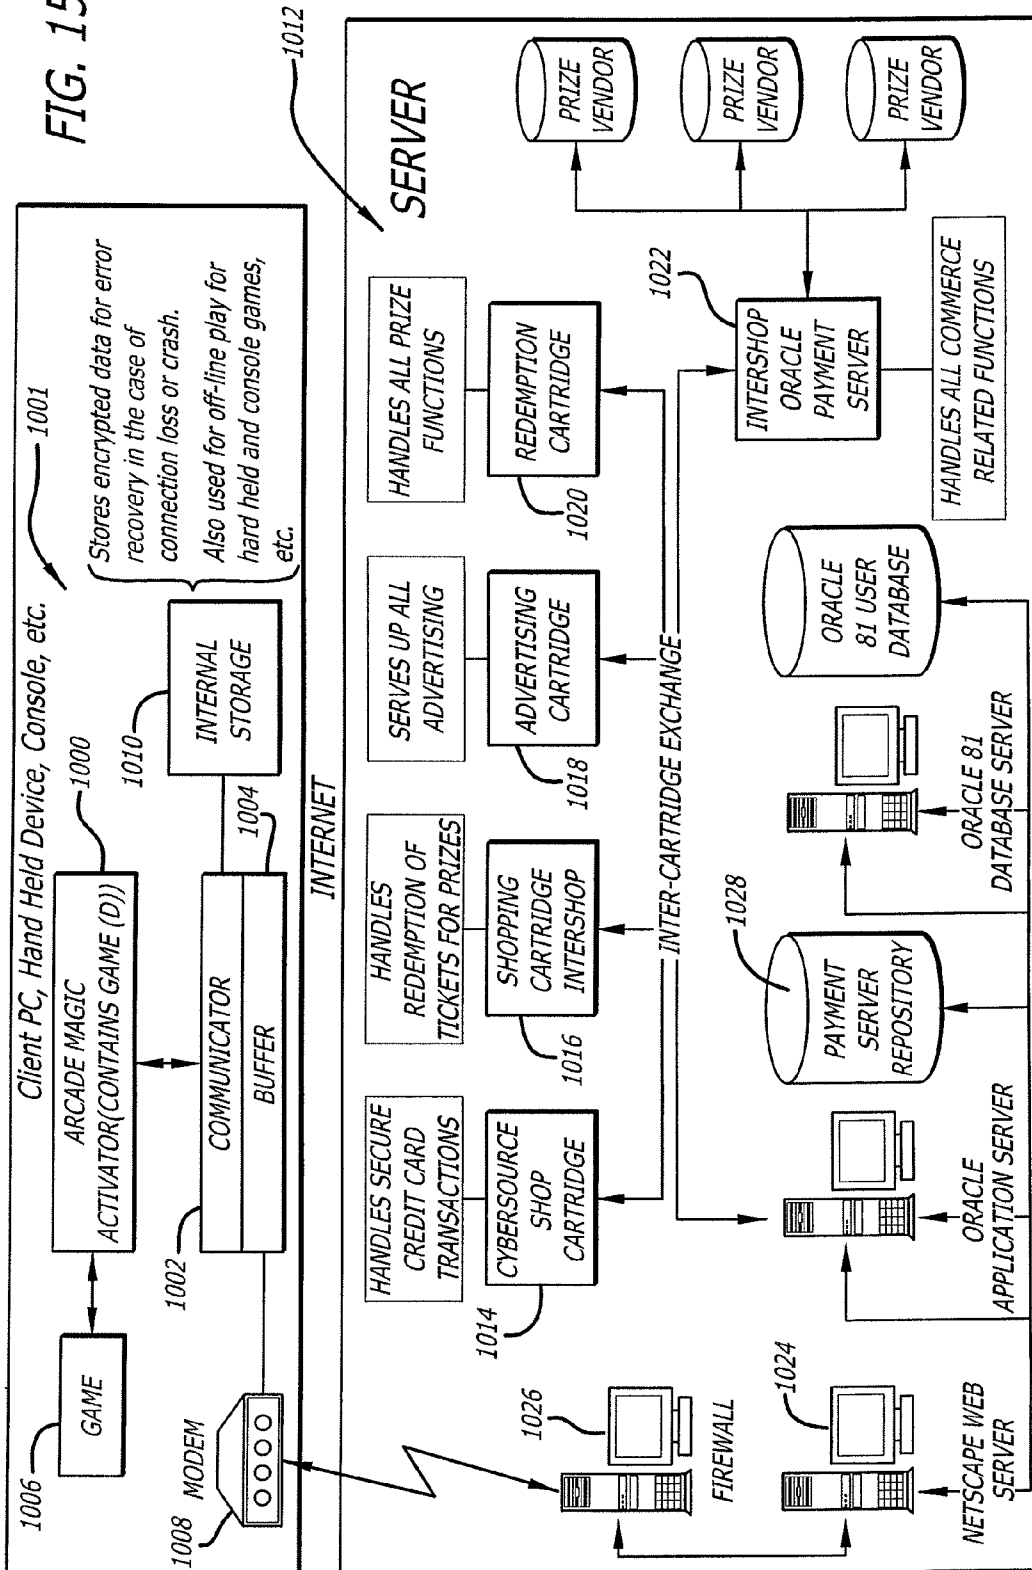 FIG. 15
Client PC, Hand Held Device, Console, etc.
1001
1006
GAME
ARCADE MAGIC
ACTIVATOR(CONTAINS GAME (D))
1000
1002
COMMUNICATOR
BUFFER
1004
1010
INTERNAL
STORAGE
Stores encrypted data for error
recovery in the case of
connection loss or crash.
Also used for off-line play for
hard held and console games,
etc.
1008
MODEM
INTERNET
1012
SERVER
HANDLES SECURE
CREDIT CARD
TRANSACTIONS
HANDLES
REDEMPTION OF
TICKETS FOR PRIZES
SERVES UP ALL
ADVERTISING
HANDLES ALL PRIZE
FUNCTIONS
CYBERSOURCE
SHOP
CARTRIDGE
1014
SHOPPING
CARTRIDGE
INTERSHOP
1016
ADVERTISING
CARTRIDGE
1018
REDEMPTION
CARTRIDGE
1020
PRIZE
VENDOR
PRIZE
VENDOR
PRIZE
VENDOR
INTER-CARTRIDGE EXCHANGE
1022
INTERSHOP
ORACLE
PAYMENT
SERVER
HANDLES ALL COMMERCE
RELATED FUNCTIONS
1026
FIREWALL
1024
NETSCAPE WEB
SERVER
ORACLE
APPLICATION SERVER
1028
PAYMENT
SERVER
REPOSITORY
ORACLE 81
DATABASE SERVER
ORACLE
81 USER
DATABASE